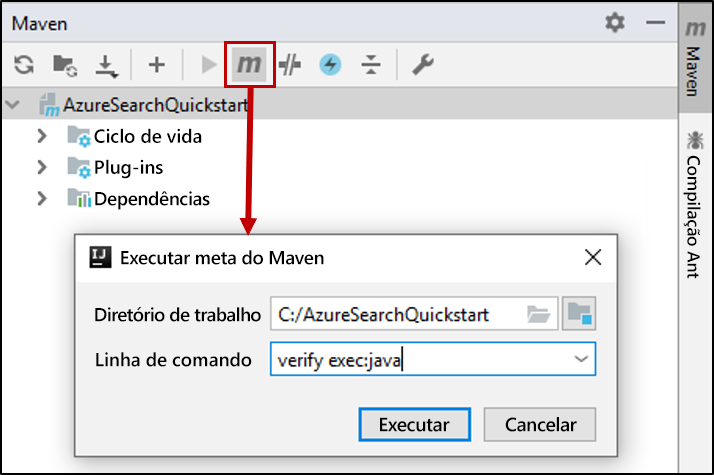 Maven
m
Maven
AzureSearchQuickstart
Ciclo de vida
Plug-ins
Dependências
Compilação Ant
IJ Executar meta do Maven
Diretório de trabalho C:/AzureSearchQuickstart
Linha de comando verify exec:java
Executar Cancelar